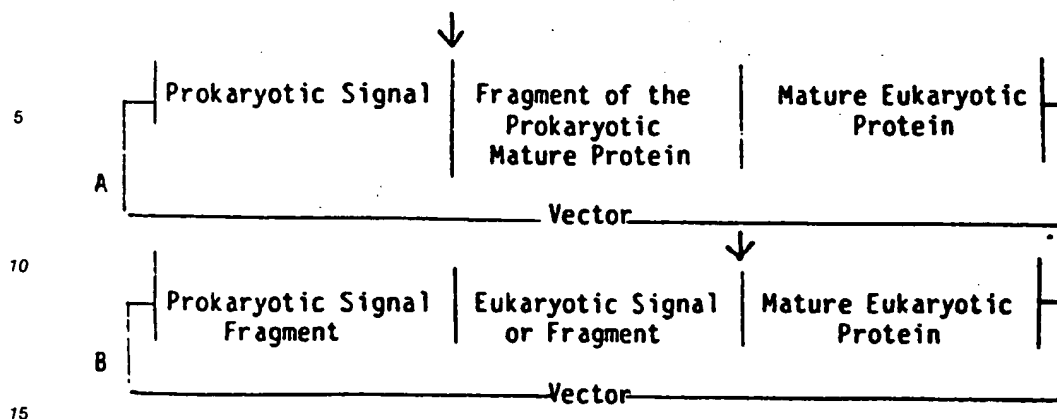 Prokaryotic Signal Fragment of the Mature Eukaryotic
5 Prokaryotic Protein
Mature Protein
A
Vector
10
Prokaryotic Signal Eukaryotic Signal Mature Eukaryotic
Fragment or Fragment Protein
B
Vector
15